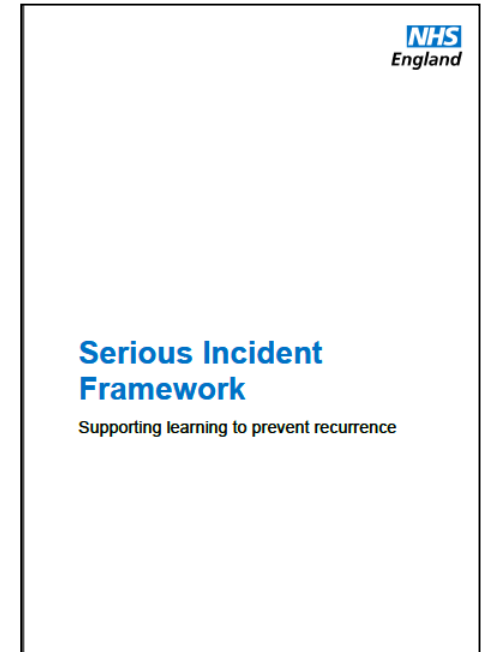 NHS
England
Serious Incident
Framework
Supporting learning to prevent recurrence